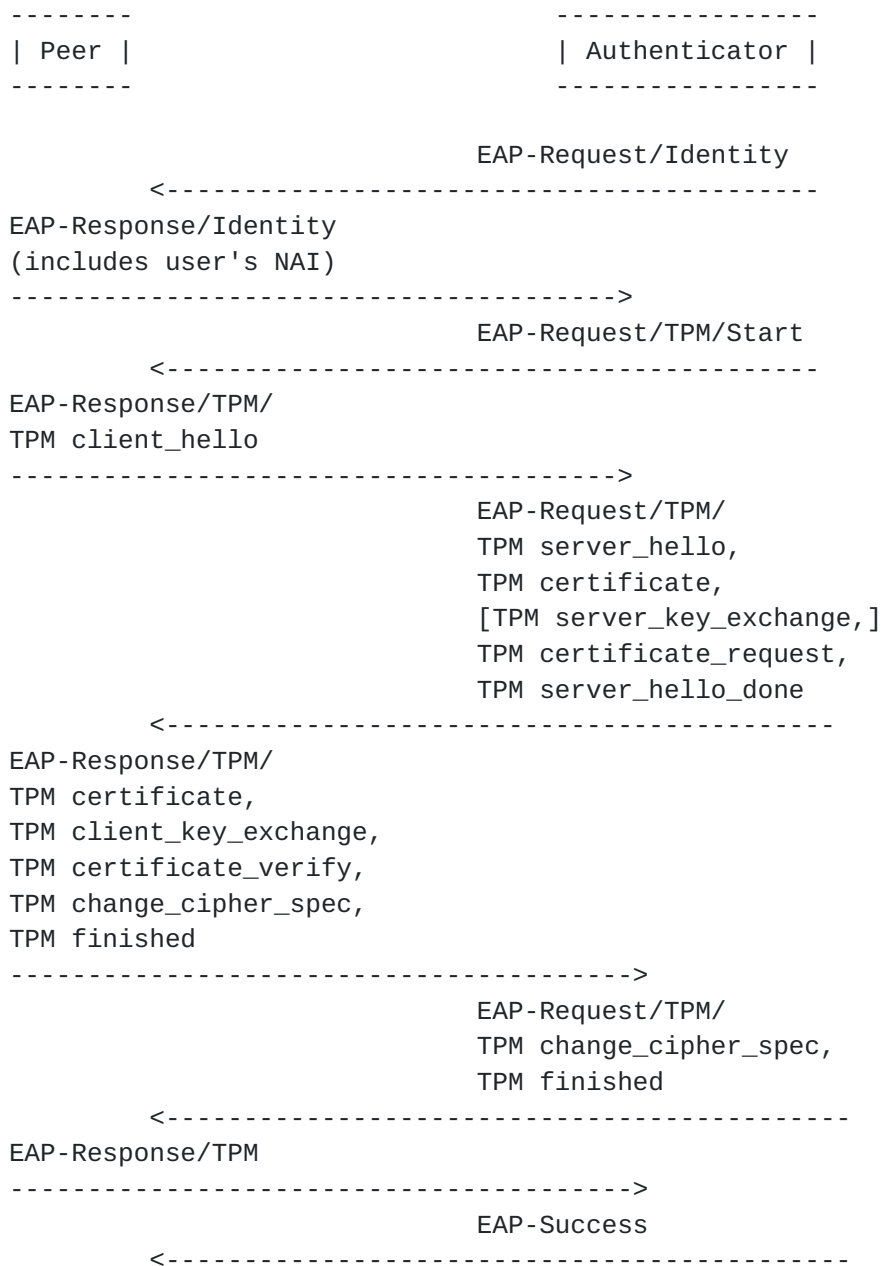 --------                           -----------------
| Peer |                           | Authenticator |
--------                           -----------------
EAP-Request/Identity
<------------------------------------------
EAP-Response/Identity
(includes user's NAI)
--------------------------------------->
EAP-Request/TPM/Start
<------------------------------------------
EAP-Response/TPM/
TPM client_hello
--------------------------------------->
EAP-Request/TPM/
TPM server_hello,
TPM certificate,
[TPM server_key_exchange,]
TPM certificate_request,
TPM server_hello_done
<-------------------------------------------
EAP-Response/TPM/
TPM certificate,
TPM client_key_exchange,
TPM certificate_verify,
TPM change_cipher_spec,
TPM finished
---------------------------------------->
EAP-Request/TPM/
TPM change_cipher_spec,
TPM finished
<--------------------------------------------
EAP-Response/TPM
---------------------------------------->
EAP-Success
<--------------------------------------------